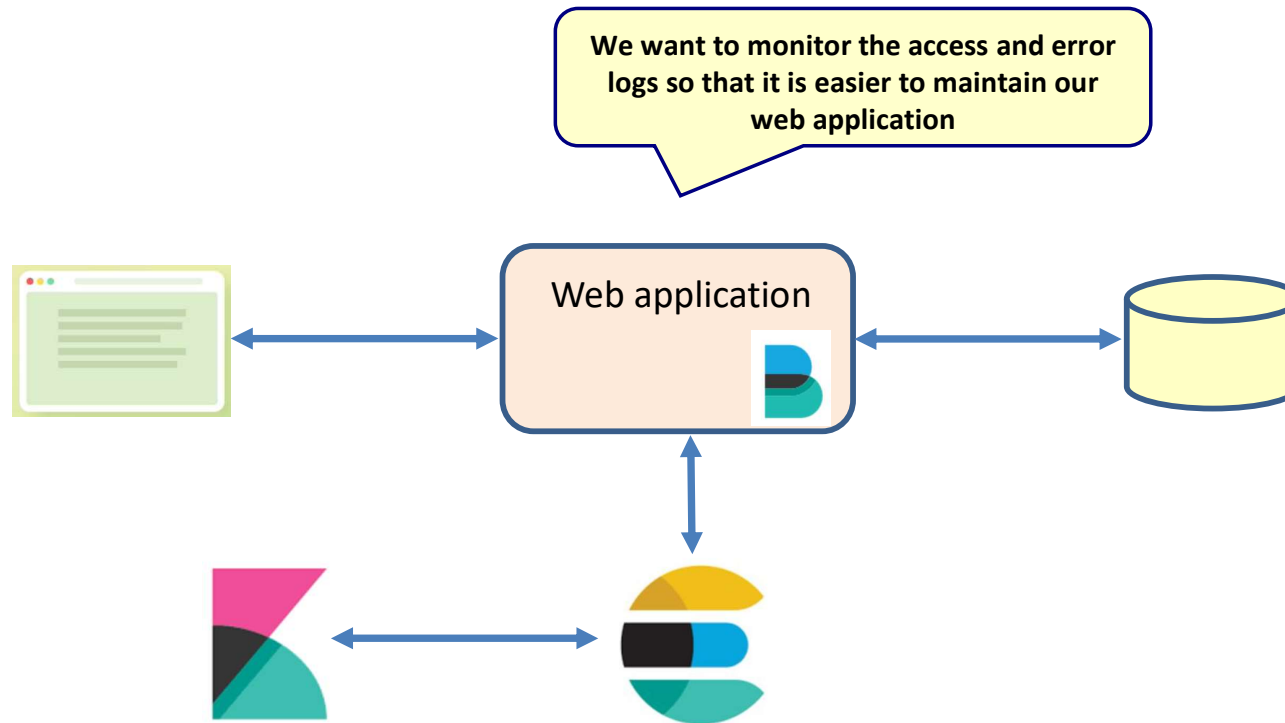 We want to monitor the access and error
logs so that it is easier to maintain our
web application
Web application